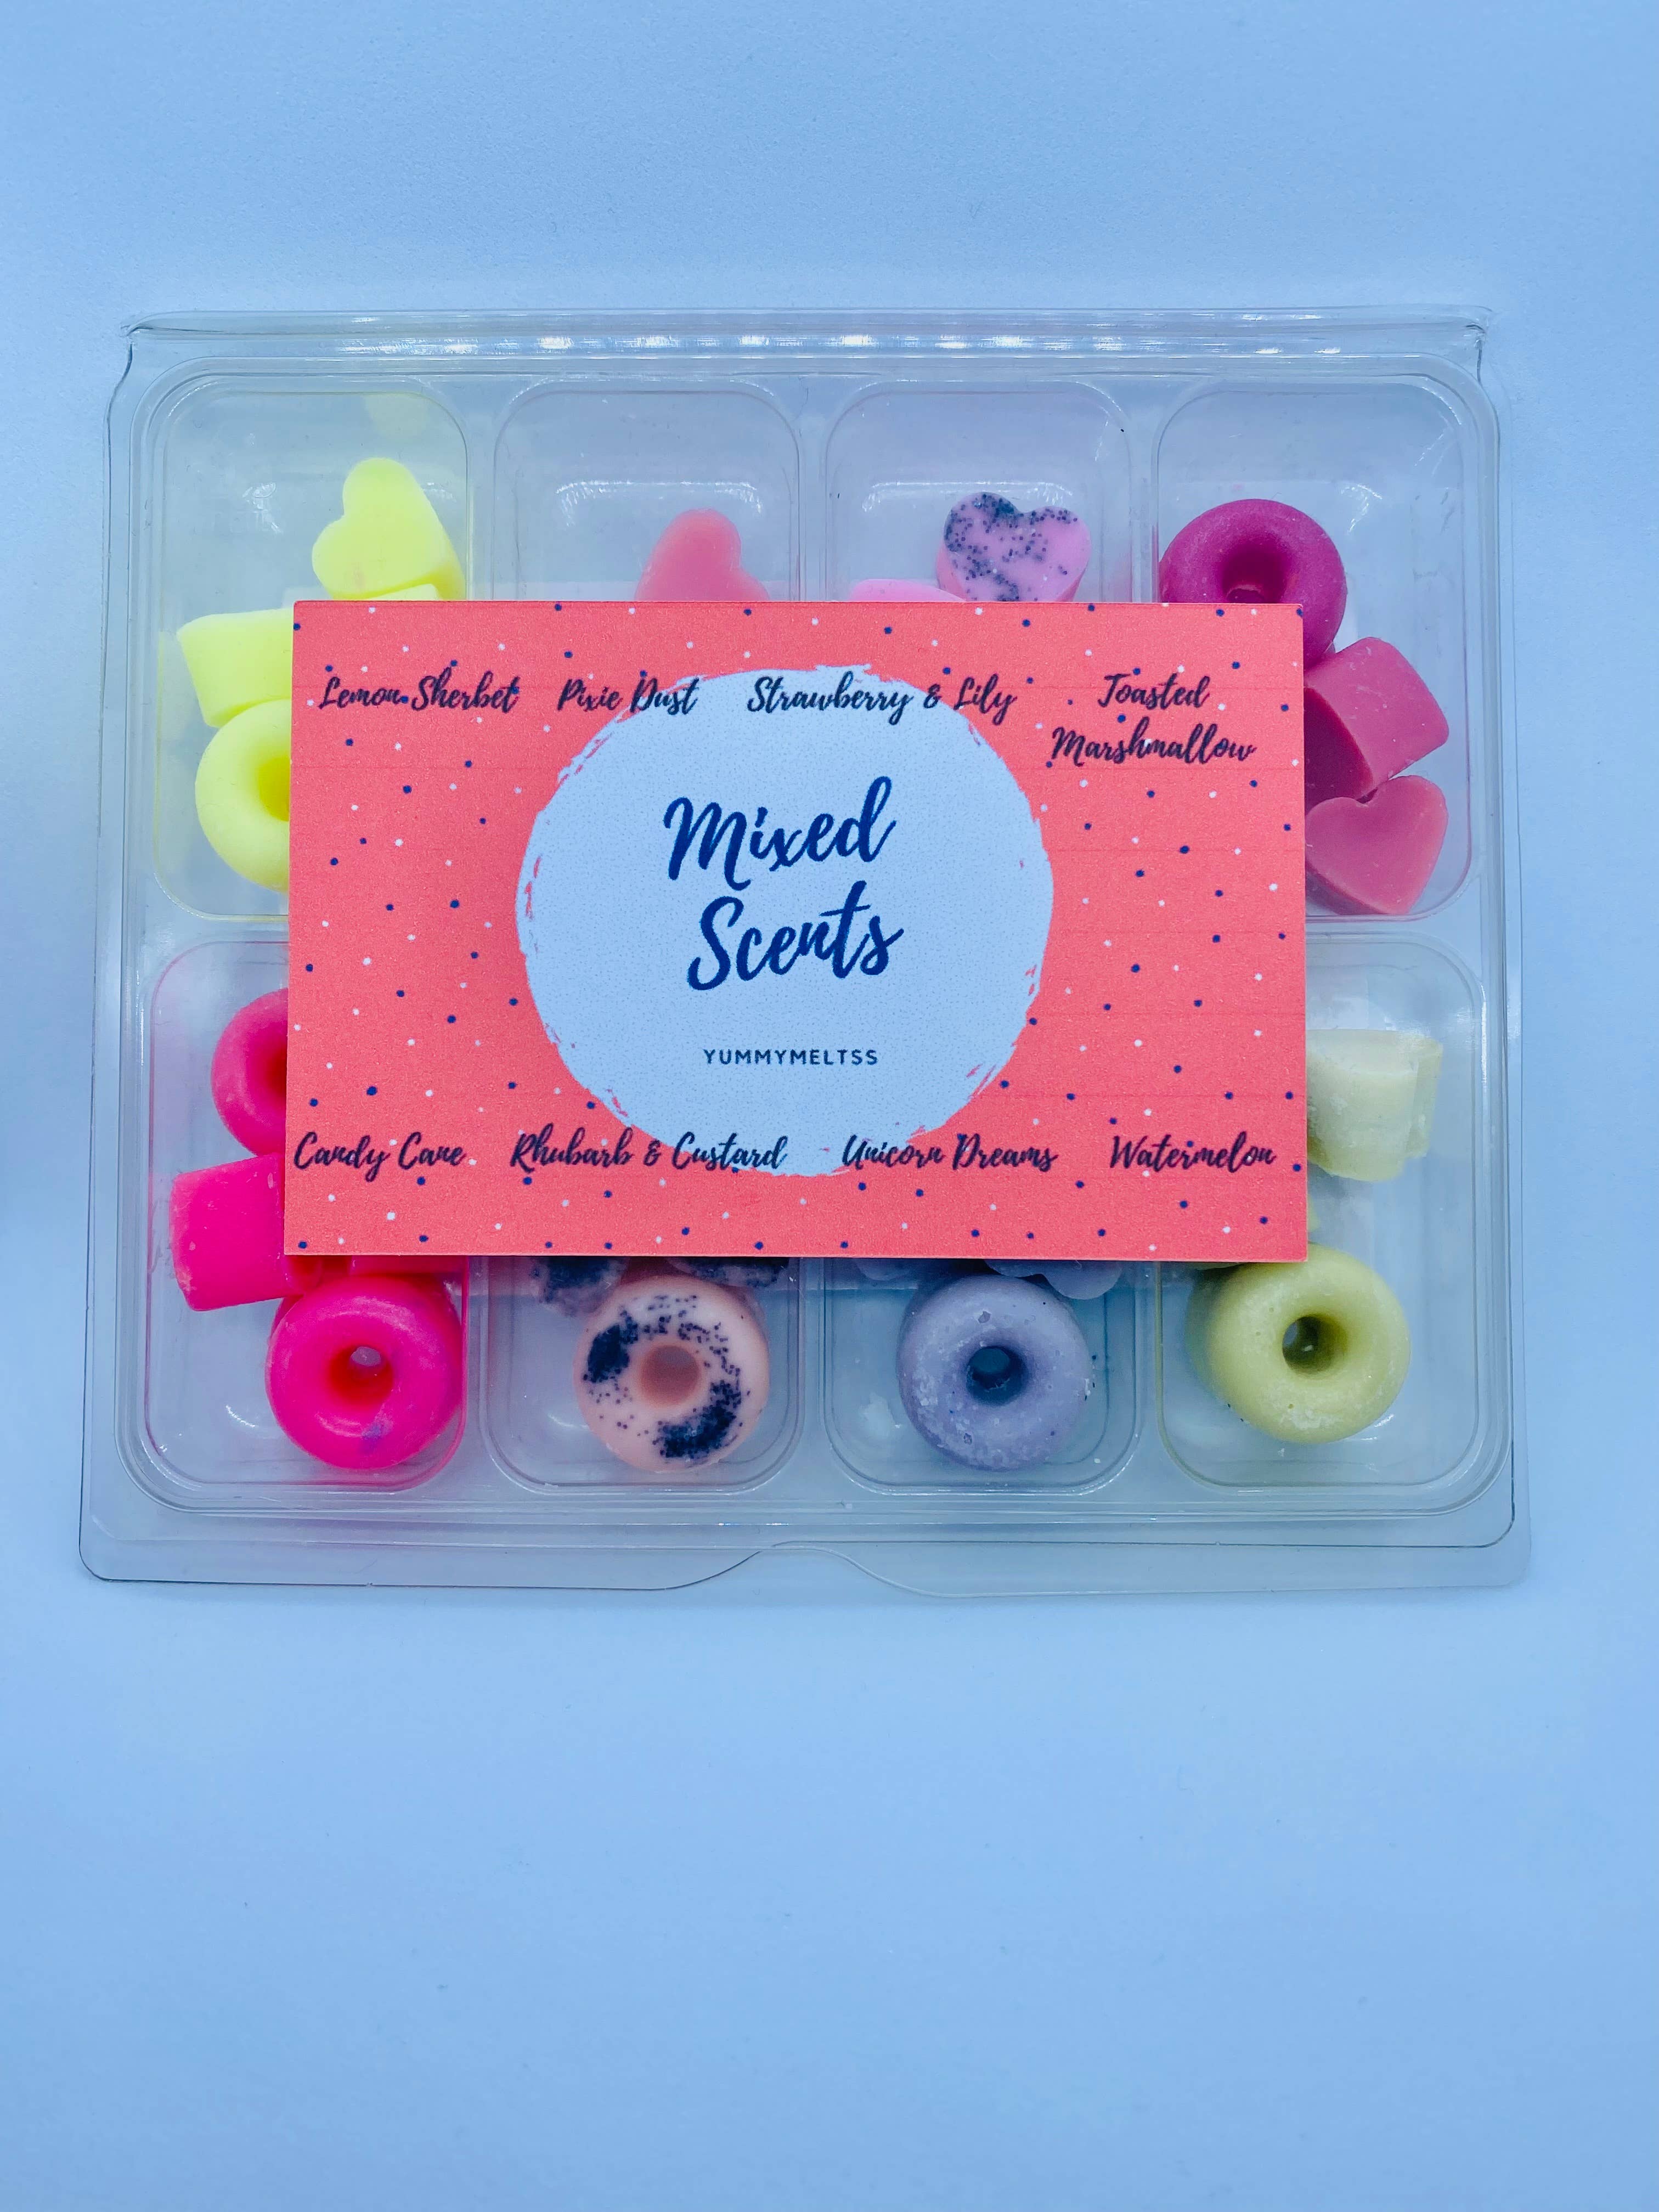 Lemon Sherbet Pixie Dust Strawberry & Lily Toasted
Marshmallow
Mixed
Scents
YUMMYMELTSS
Candy Cane Rhubarb & Custard Unicorn Dreams Watermelon